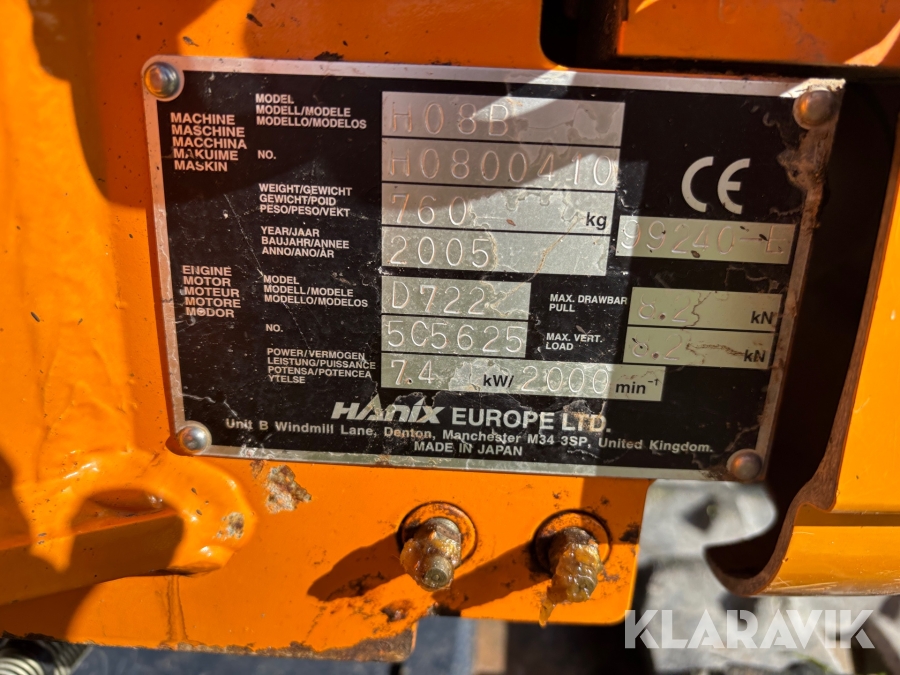 MACHINE
MASCHINE
MACCHINA
MAKUIME
MASKIN
MODEL
MODELL/MODELE
MODELLO/MODELOS
H08B
NO.
H0800410
WEIGHT/GEWICHT
GEWICHT/POID
PESO/PESO/VEKT
760 kg
YEAR/JAAR
BAUJAHR/ANNEE
ANNO/ANO/ÅR
2005
CE
99240-E
ENGINE
MOTOR
MOTEUR
MOTORE
MODOR
MODEL
MODELL/MODELE
MODELLO/MODELOS
D722
MAX. DRAWBAR
PULL
8.2 kN
NO.
5C5625
MAX. VERT.
LOAD
kN
POWER/VERMOGEN
LEISTUNG/PUISSANCE
POTENSA/POTENCEA
YTELSE
7.4 kW/ 2000 min⁻¹
HANIX EUROPE LTD.
Unit B Windmill Lane, Denton, Manchester M34 3SP, United Kingdom.
MADE IN JAPAN
KLARAVIK